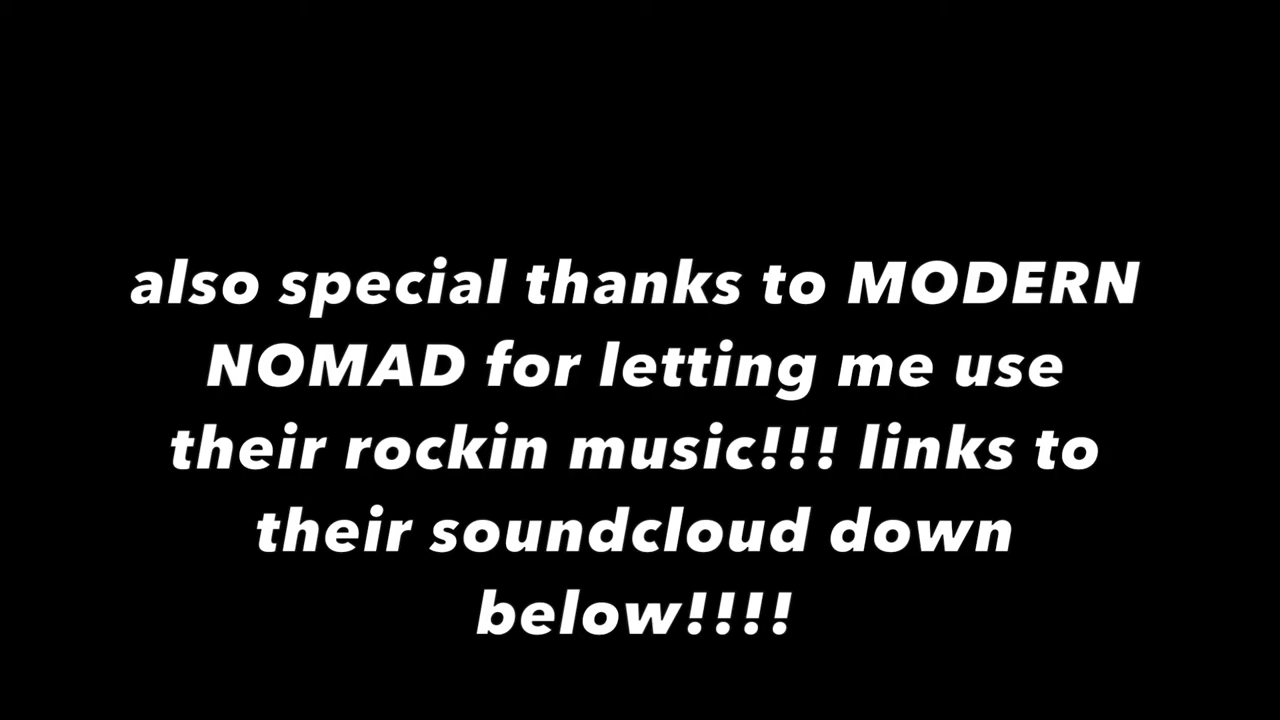 also special thanks to MODERN
NOMAD for letting me use
their rockin music!!! links to
their soundcloud down
below!!!!